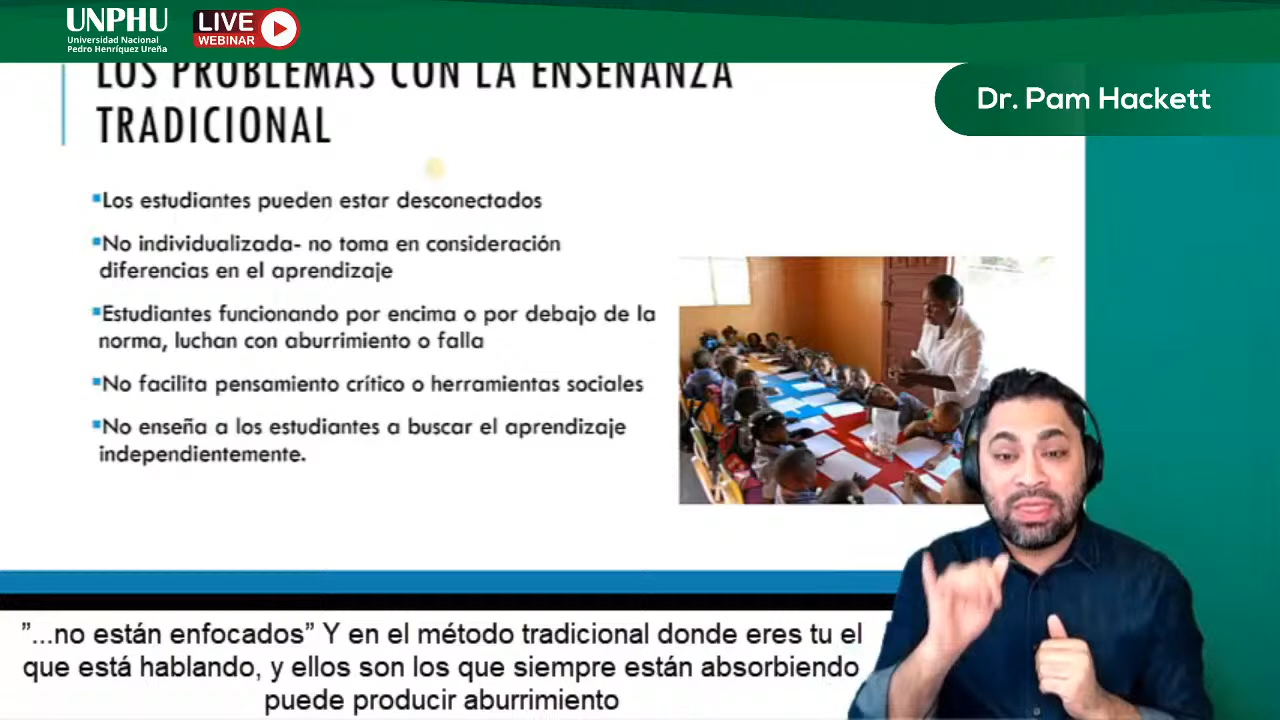 UNPHU
Universidad Nacional
Pedro Henríquez Ureña
LIVE
WEBINAR
Dr. Pam Hackett
LOS PROBLEMAS CON LA ENSEÑANZA
TRADICIONAL
Los estudiantes pueden estar desconectados
No individualizada- no toma en consideración
diferencias en el aprendizaje
Estudiantes funcionando por encima o por debajo de la
norma, luchan con aburrimiento o falla
No facilita pensamiento crítico o herramientas sociales
No enseña a los estudiantes a buscar el aprendizaje
independientemente.
”...no están enfocados” Y en el método tradicional donde eres tu el
que está hablando, y ellos son los que siempre están absorbiendo
puede producir aburrimiento